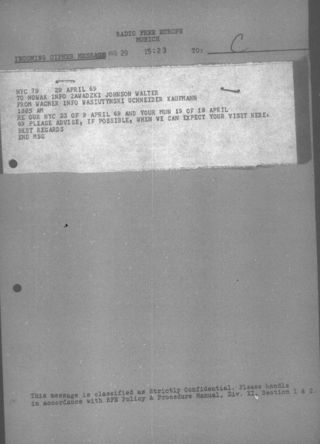 RADIO FREE EUROPE
MUNICH
INCOMING CIPHER MESSAGE 29 15:23 TO: C
NYC 79 29 APRIL 69
TO NOWAK INFO ZAWADZKI JOHNSON WALTER
FROM WAGNER INFO WASIUTYNSKI UCHNEIDER KAUFMANN
1025 AM
RE OUR NYC 23 OF 9 APRIL 69 AND YOUR MUN 19 OF 18 APRIL
69 PLEASE ADVISE, IF POSSIBLE, WHEN WE CAN EXPECT YOUR VISIT HERE.
BEST REGARDS
END MSG
This message is classified as Strictly Confidential. Please handle
in accordance with RFE Policy & Procedure Manual, Div. XI. Section 1 & 2.